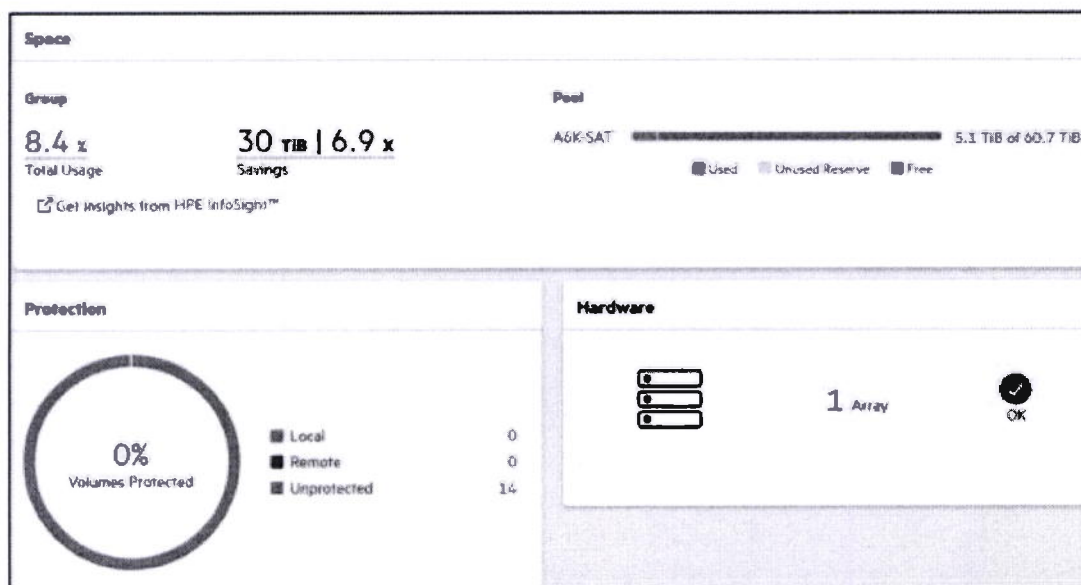 Space
Group
8.4 x
Total Usage
30 TiB | 6.9 x
Savings
Get insights from HPE InfoSight™
Pool
A6K-SAT 5.1 TiB of 60.7 TiB
Used Unused Reserve Free
Protection
0%
Volumes Protected
Local 0
Remote 0
Unprotected 14
Hardware
1 Array
OK